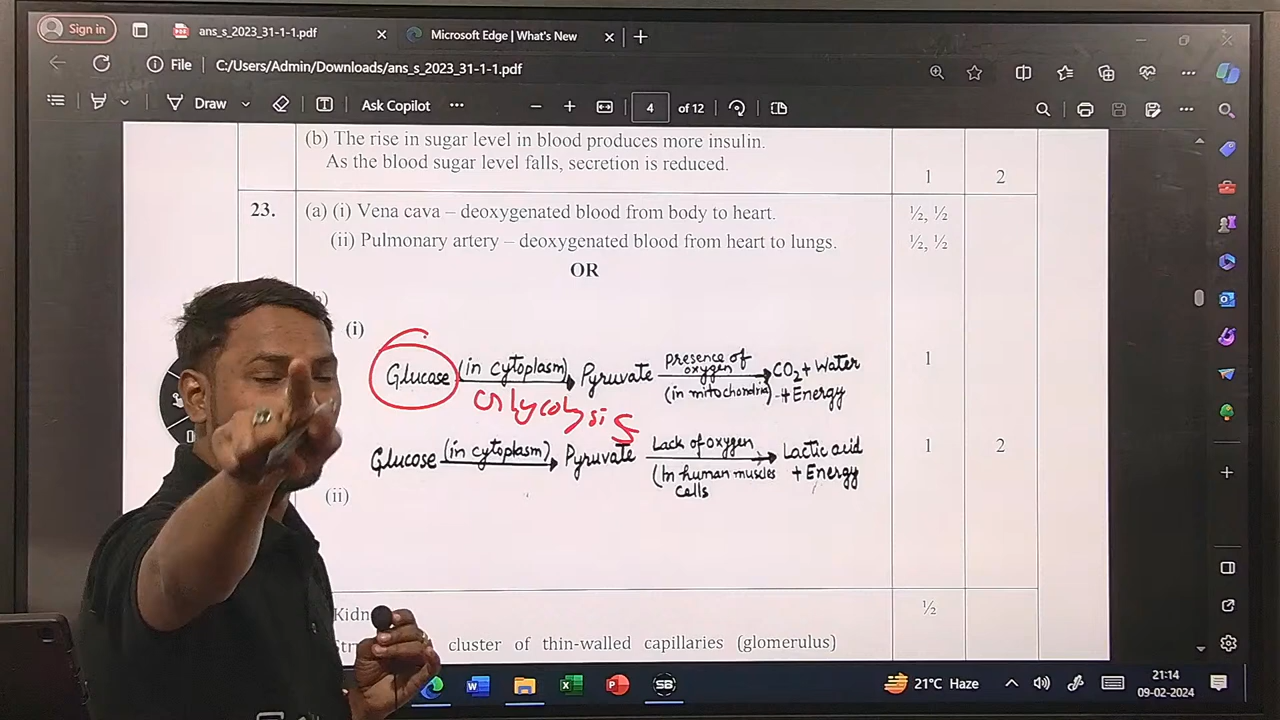 Sign in
ans_s_2023_31-1-1.pdf
Microsoft Edge | What's New
File
C:/Users/Admin/Downloads/ans_s_2023_31-1-1.pdf
Draw
Ask Copilot
4 of 12
(b) The rise in sugar level in blood produces more insulin.
As the blood sugar level falls, secretion is reduced.
1 2
23. (a) (i) Vena cava – deoxygenated blood from body to heart. ½, ½
(ii) Pulmonary artery – deoxygenated blood from heart to lungs. ½, ½
OR
(i)
Glucose (in cytoplasm) Pyruvate presence of oxygen (in mitochondria) CO2 + Water + Energy 1
Glycolysis
Glucose (in cytoplasm) Pyruvate Lack of oxygen (In human muscles cells Lactic acid + Energy 1 2
(ii)
½
cluster of thin-walled capillaries (glomerulus)
21°C Haze
21:14
09-02-2024